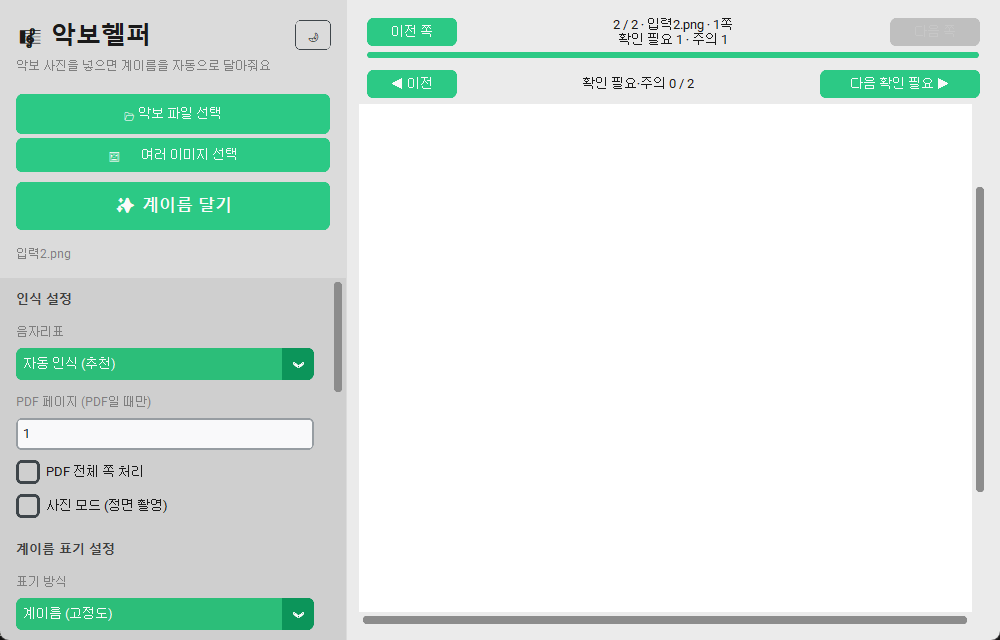 악보헬퍼
악보 사진을 넣으면 계이름을 자동으로 달아줘요
악보 파일 선택
여러 이미지 선택
계이름 달기
입력2.png
인식 설정
음자리표
자동 인식 (추천)
PDF 페이지 (PDF일 때만)
1
PDF 전체 쪽 처리
사진 모드 (정면 촬영)
계이름 표기 설정
표기 방식
계이름 (고정도)
이전 쪽
2 / 2 · 입력2.png · 1쪽
확인 필요 1 · 주의 1
다음 쪽
◀ 이전
확인 필요·주의 0 / 2
다음 확인 필요 ▶